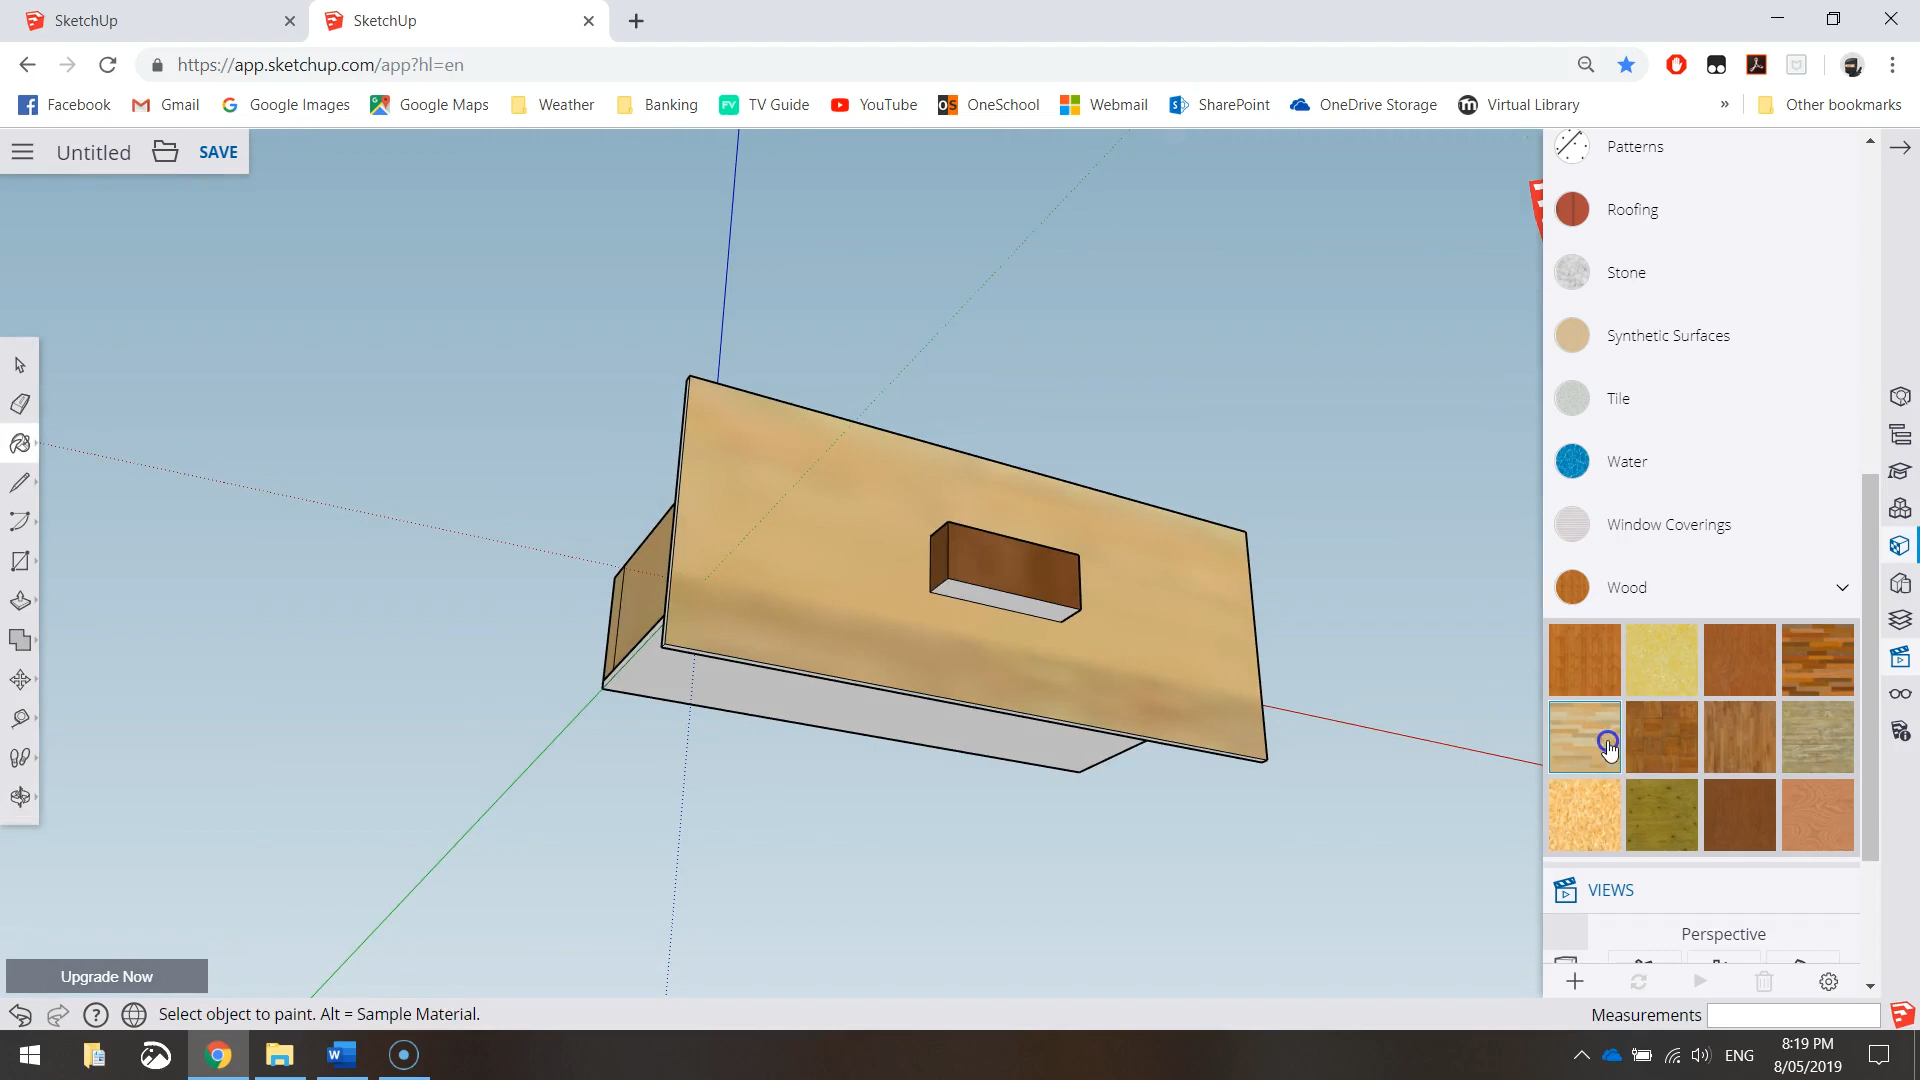 SketchUp
SketchUp
https://app.sketchup.com/app?hl=en
Facebook
Gmail
Google Images
Google Maps
Weather
Banking
TV Guide
YouTube
OneSchool
Webmail
SharePoint
OneDrive Storage
Virtual Library
»
Other bookmarks
Untitled
SAVE
Patterns
Roofing
Stone
Synthetic Surfaces
Tile
Water
Window Coverings
Wood
VIEWS
Perspective
Upgrade Now
Select object to paint. Alt = Sample Material.
Measurements
ENG
8:19 PM
8/05/2019